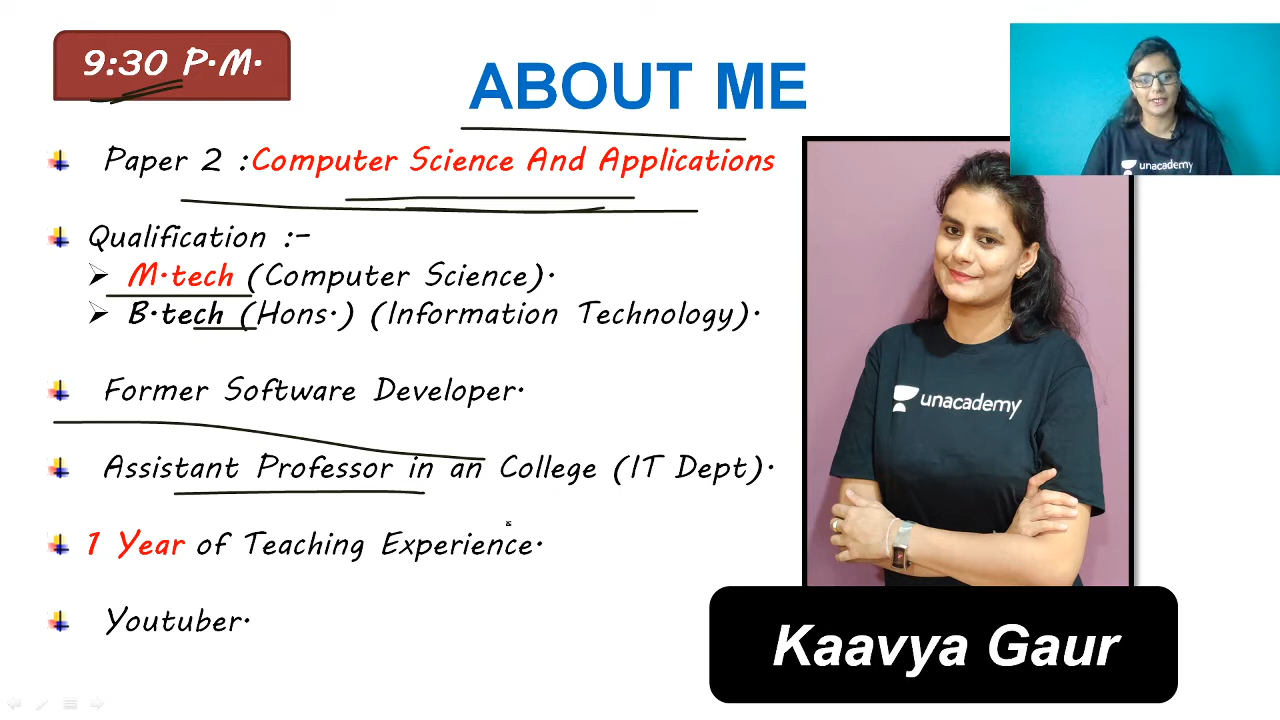 9:30 P.M.
ABOUT ME
Paper 2 :Computer Science And Applications
Qualification :-
M.tech (Computer Science).
B.tech (Hons.) (Information Technology).
Former Software Developer.
Assistant Professor in an College (IT Dept).
1 Year of Teaching Experience.
Youtuber.
unacademy
unacademy
Kaavya Gaur